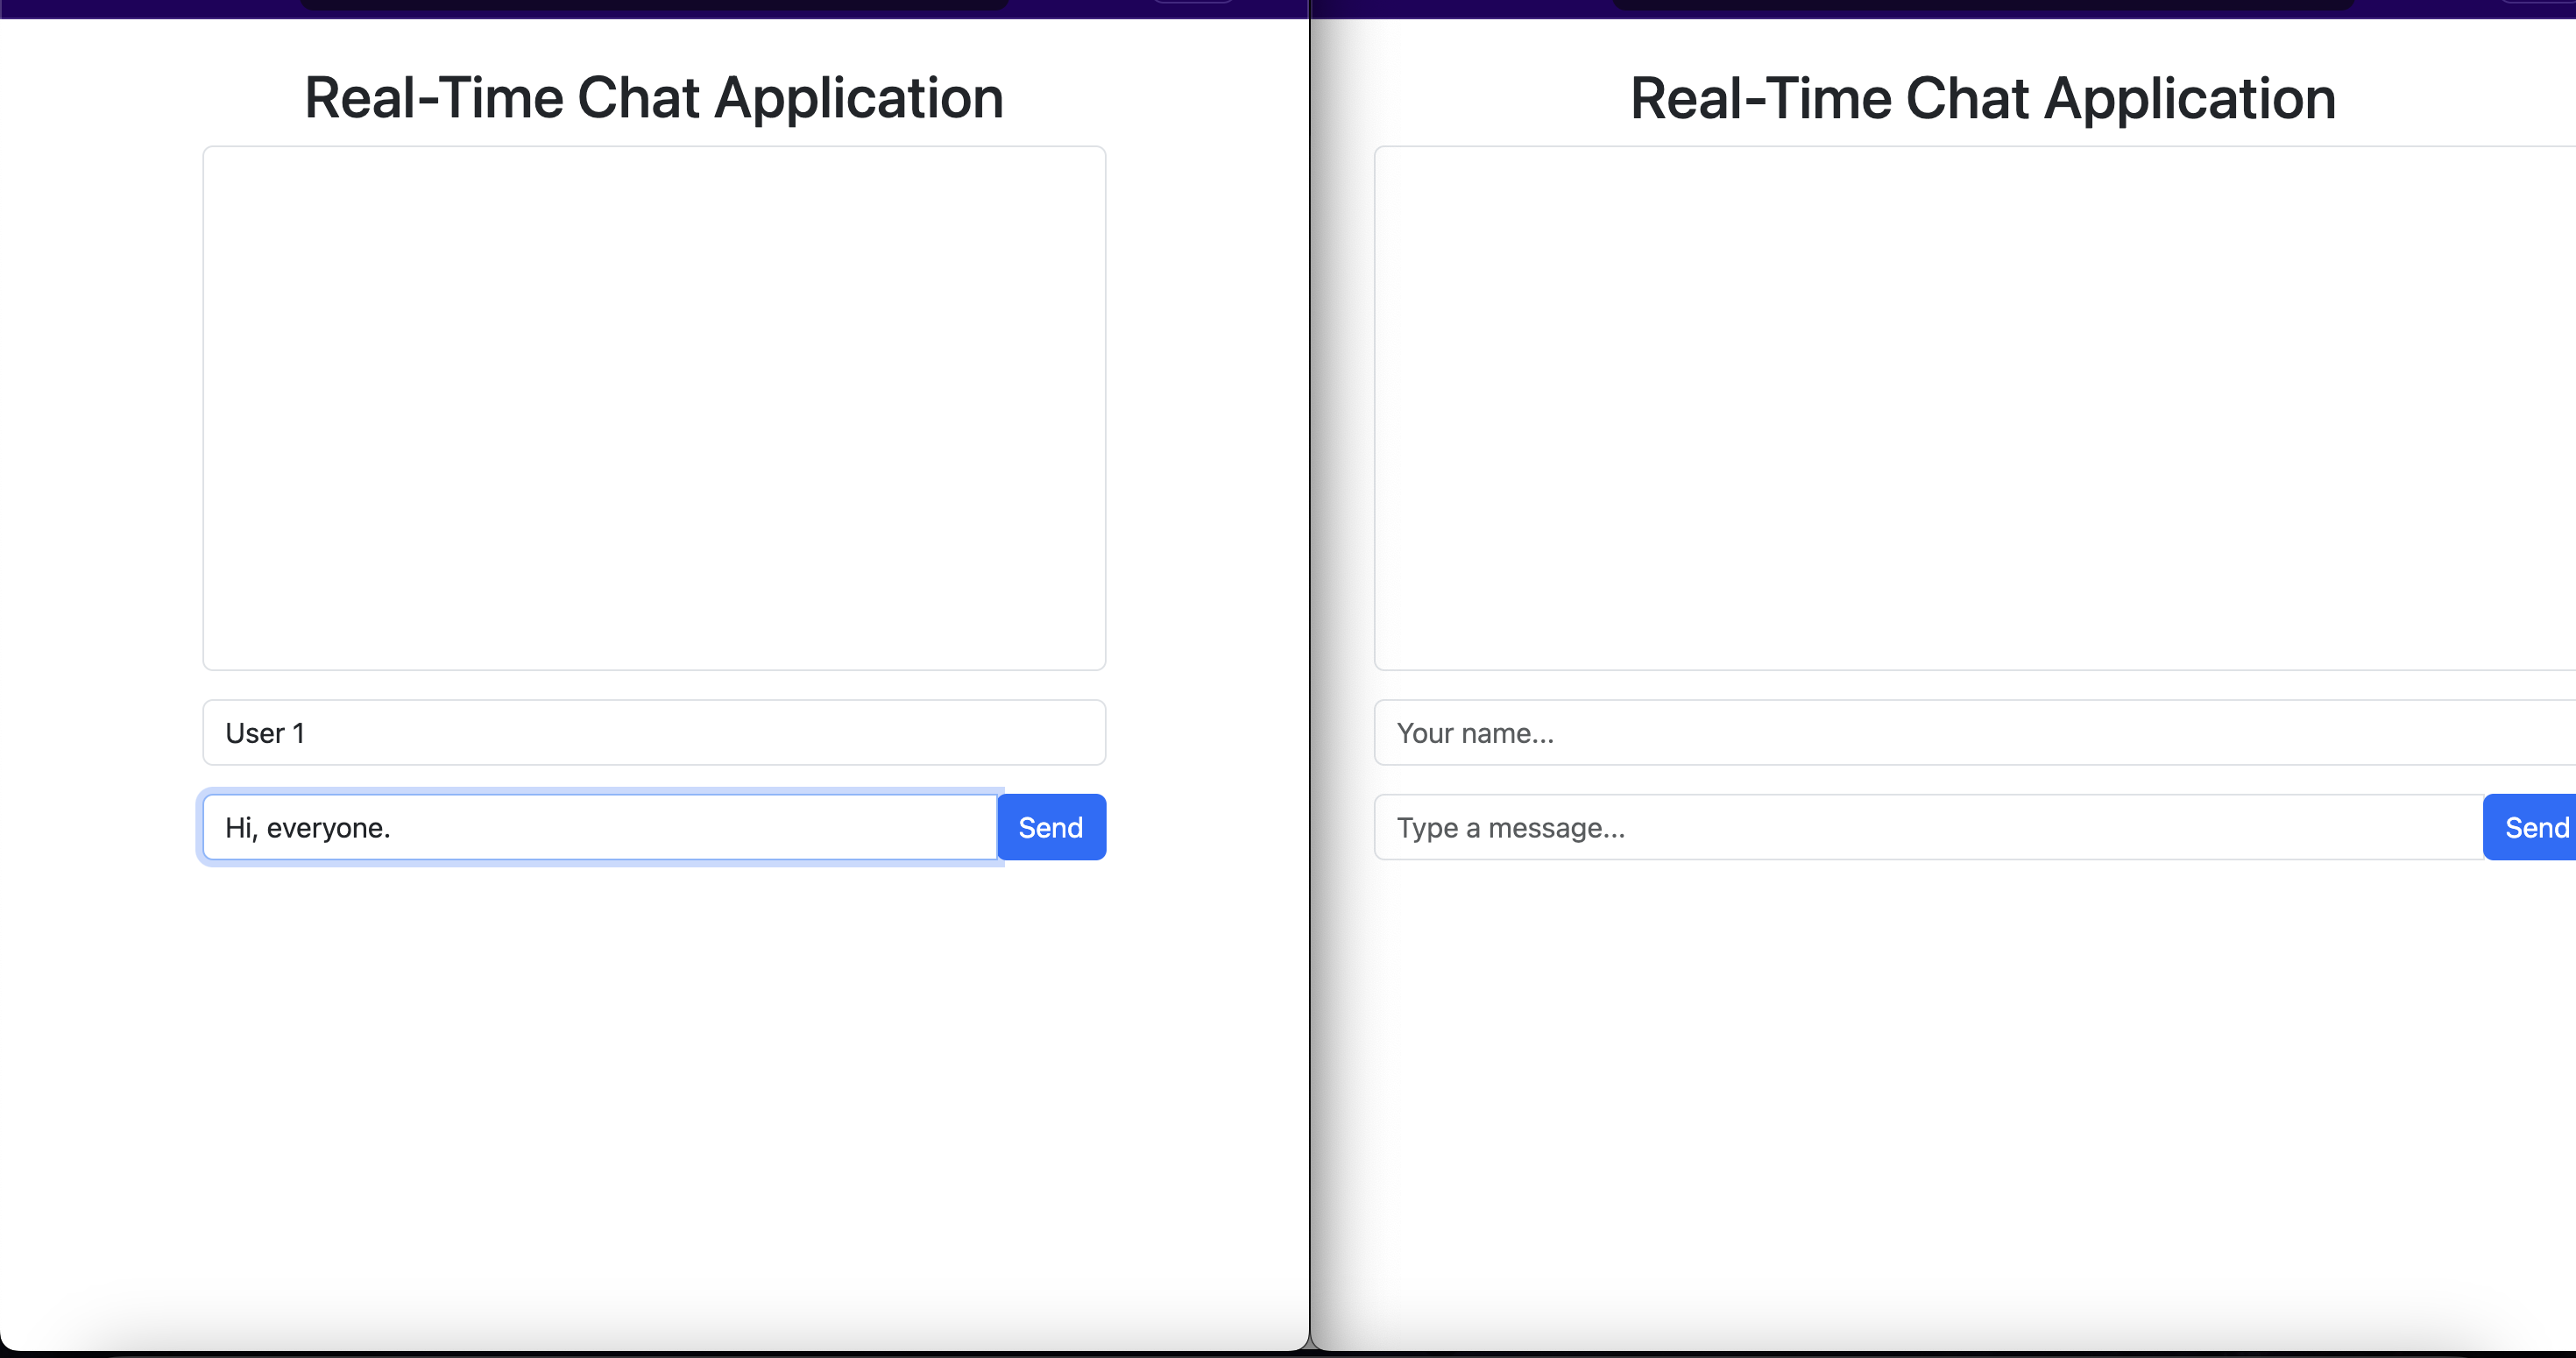 Real-Time Chat Application
User 1
Hi, everyone.
Send
Real-Time Chat Application
Your name...
Type a message...
Send